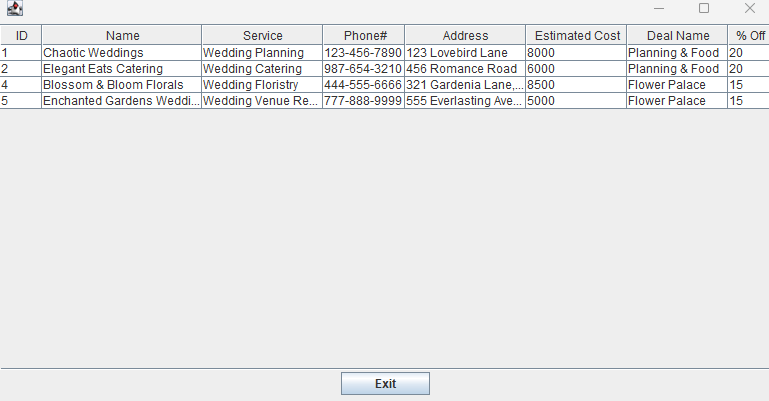 ID Name Service Phone# Address Estimated Cost Deal Name % Off
1 Chaotic Weddings Wedding Planning 123-456-7890 123 Lovebird Lane 8000 Planning & Food 20
2 Elegant Eats Catering Wedding Catering 987-654-3210 456 Romance Road 6000 Planning & Food 20
4 Blossom & Bloom Florals Wedding Floristry 444-555-6666 321 Gardenia Lane,... 8500 Flower Palace 15
5 Enchanted Gardens Weddi... Wedding Venue Re... 777-888-9999 555 Everlasting Ave... 5000 Flower Palace 15
Exit